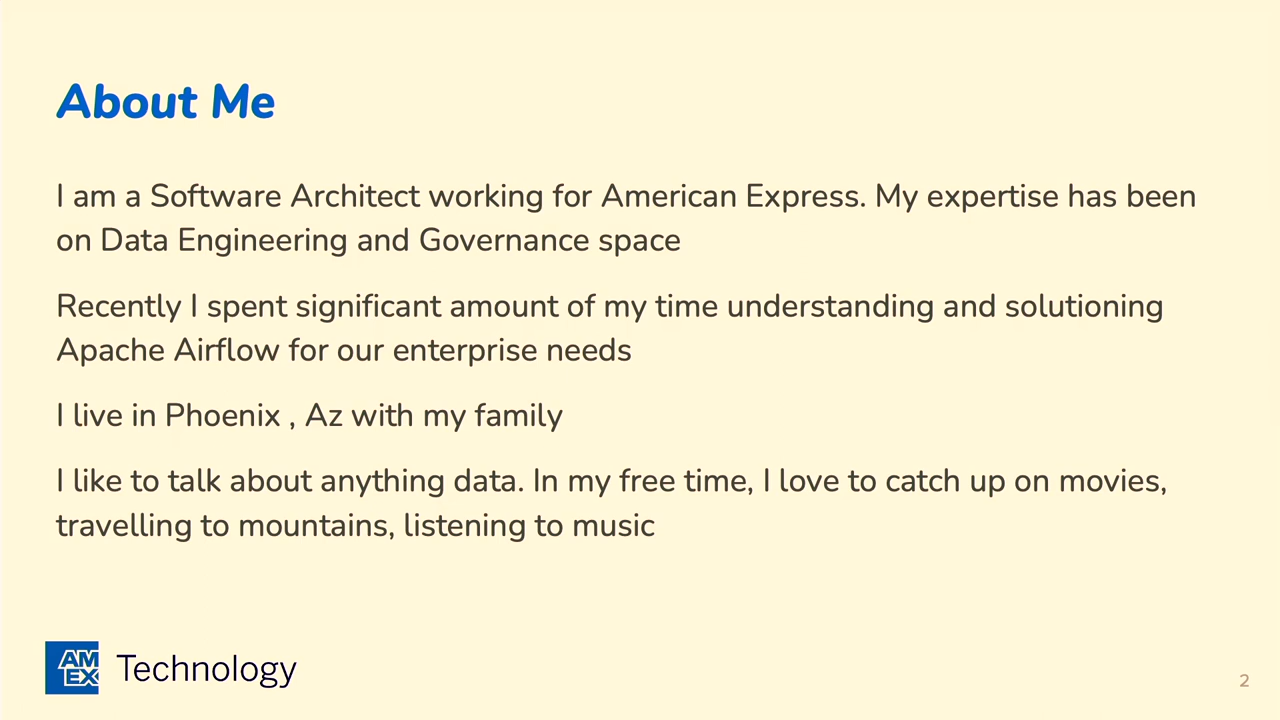 About Me
I am a Software Architect working for American Express. My expertise has been
on Data Engineering and Governance space
Recently I spent significant amount of my time understanding and solutioning
Apache Airflow for our enterprise needs
I live in Phoenix , Az with my family
I like to talk about anything data. In my free time, I love to catch up on movies,
travelling to mountains, listening to music
AM
EX
Technology
2